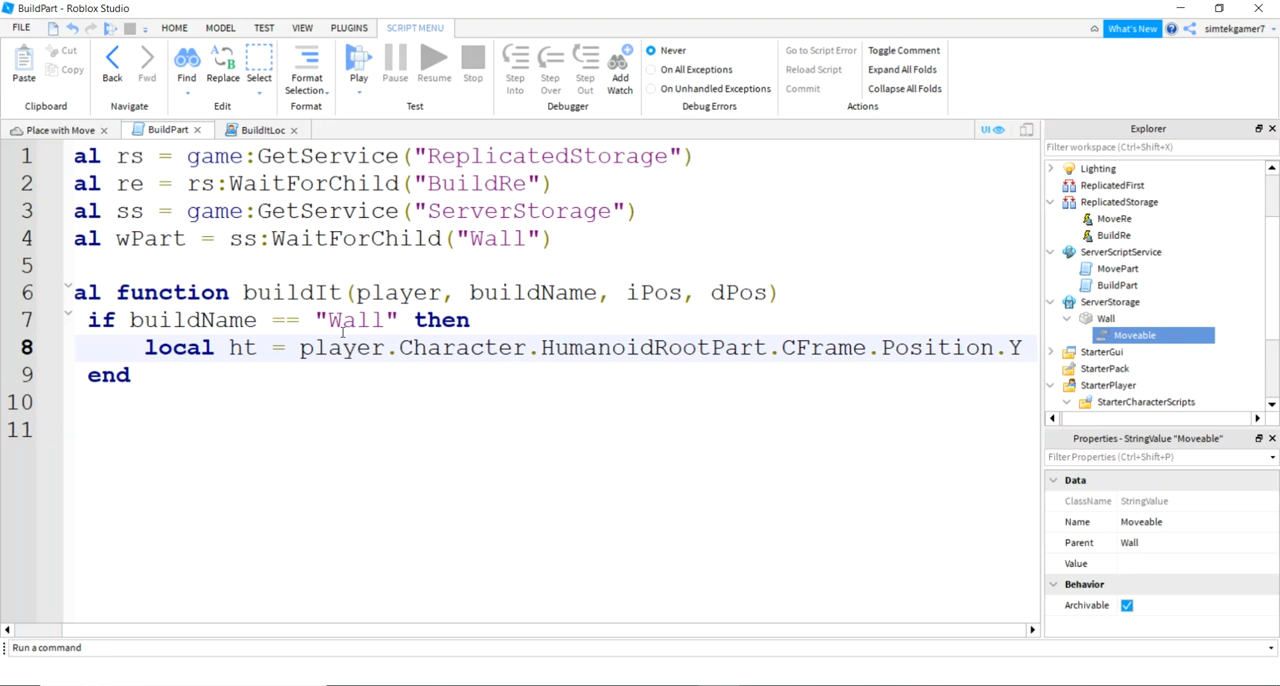 BuildPart - Roblox Studio
FILE HOME MODEL TEST VIEW PLUGINS SCRIPT MENU What's New simtekgamer7
Paste Cut Copy Back Fwd Find Replace Select Format Selection Play Pause Resume Stop Step Into Step Over Step Out Add Watch
Never
On All Exceptions
On Unhandled Exceptions
Go to Script Error
Reload Script
Commit
Toggle Comment
Expand All Folds
Collapse All Folds
Clipboard Navigate Edit Format Test Debugger Debug Errors Actions
Place with Move BuildPart BuildItLoc UI
1 al rs = game:GetService("ReplicatedStorage")
2 al re = rs:WaitForChild("BuildRe")
3 al ss = game:GetService("ServerStorage")
4 al wPart = ss:WaitForChild("Wall")
5
6 al function buildIt(player, buildName, iPos, dPos)
7 if buildName == "Wall" then
8 local ht = player.Character.HumanoidRootPart.CFrame.Position.Y
9 end
10
11
Explorer
Filter workspace (Ctrl+Shift+X)
Lighting
ReplicatedFirst
ReplicatedStorage
MoveRe
BuildRe
ServerScriptService
MovePart
BuildPart
ServerStorage
Wall
Moveable
StarterGui
StarterPack
StarterPlayer
StarterCharacterScripts
Properties - StringValue "Moveable"
Filter Properties (Ctrl+Shift+P)
Data
ClassName StringValue
Name Moveable
Parent Wall
Value
Behavior
Archivable
Run a command